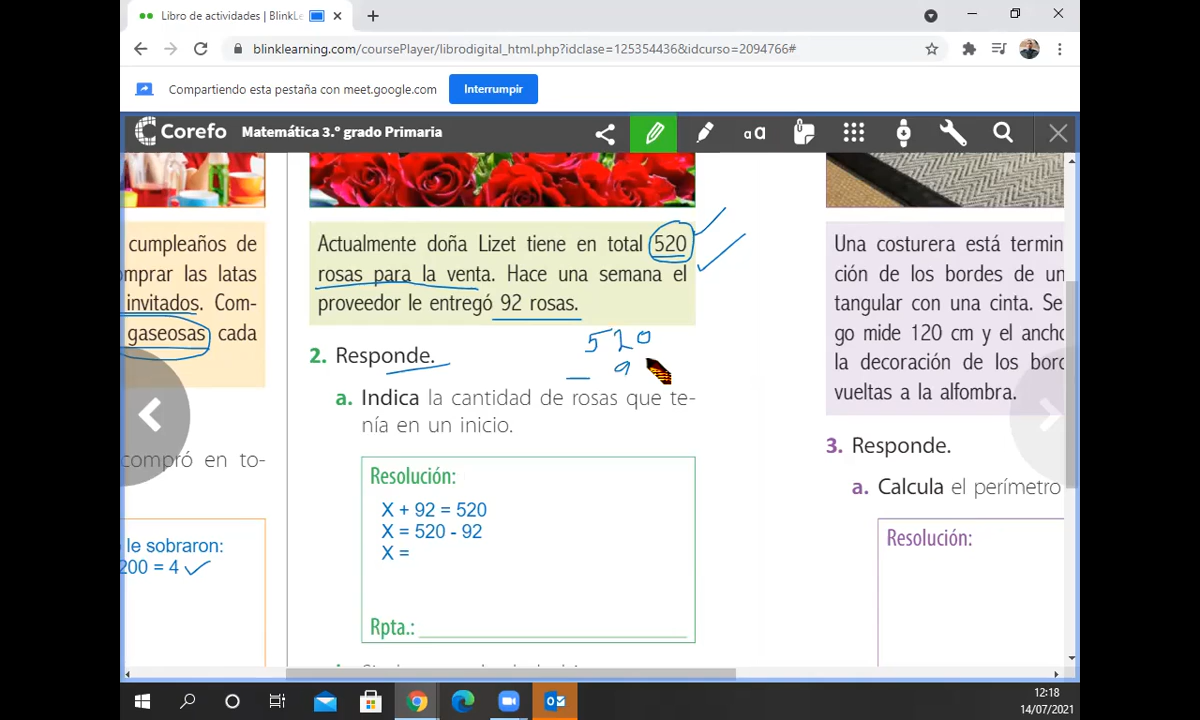 Libro de actividades | BlinkLe
blinklearning.com/coursePlayer/librodigital_html.php?idclase=125354436&idcurso=2094766#
Compartiendo esta pestaña con meet.google.com
Interrumpir
Corefo
Matemática 3.° grado Primaria
aa
cumpleaños de
mprar las latas
invitados. Com-
gaseosas cada
compró en to-
le sobraron:
200 = 4
Actualmente doña Lizet tiene en total 520
rosas para la venta. Hace una semana el
proveedor le entregó 92 rosas.
520
- 9
2. Responde.
a. Indica la cantidad de rosas que te-
nía en un inicio.
Resolución:
X + 92 = 520
X = 520 - 92
X =
Rpta.:
Una costurera está termin
ción de los bordes de un
tangular con una cinta. Se
go mide 120 cm y el ancho
la decoración de los bord
vueltas a la alfombra.
3. Responde.
a. Calcula el perímetro
Resolución:
12:18
14/07/2021